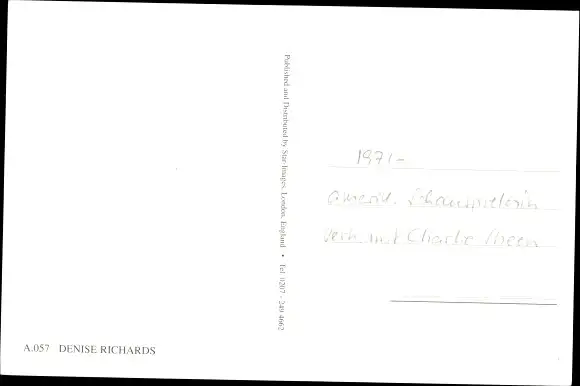 Published and Distributed by Star Images, London, England • Tel 0207 - 249 4662
1971-
amerik. Schauspielerin
verh. mit Charlie Sheen
A.057 DENISE RICHARDS